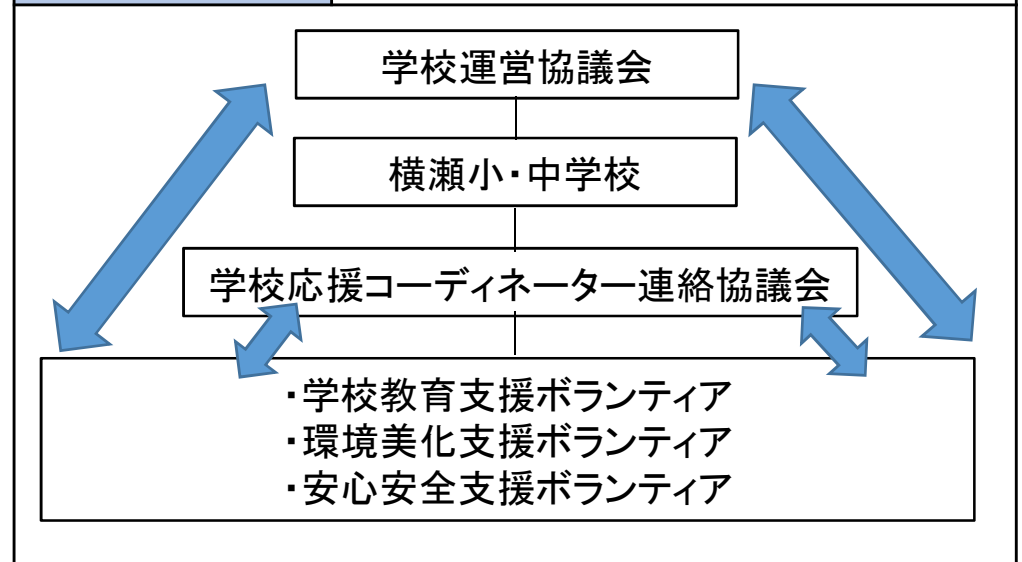 学校運営協議会
横瀬小・中学校
学校応援コーディネーター連絡協議会
・学校教育支援ボランティア
・環境美化支援ボランティア
・安心安全支援ボランティア